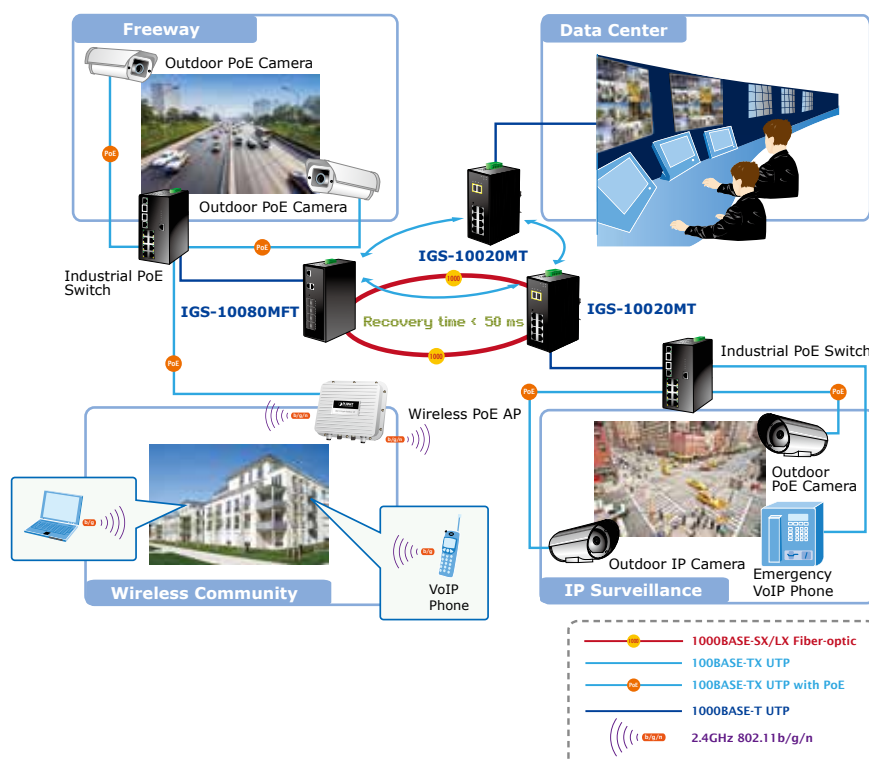 Freeway
Data Center
Outdoor PoE Camera
PoE
Outdoor PoE Camera
PoE
IGS-10020MT
Industrial PoE
Switch
1000
IGS-10080MFT
IGS-10020MT
Recovery time < 50 ms
1000
Industrial PoE Switch
PoE
PoE
PoE
b/g/n
Wireless PoE AP
b/g/n
PLANET
Outdoor
PoE Camera
b/g
b/g
VoIP
Phone
Outdoor IP Camera
Emergency
VoIP Phone
Wireless Community
IP Surveillance
1000
1000BASE-SX/LX Fiber-optic
100BASE-TX UTP
PoE
100BASE-TX UTP with PoE
1000BASE-T UTP
b/g/n
2.4GHz 802.11b/g/n